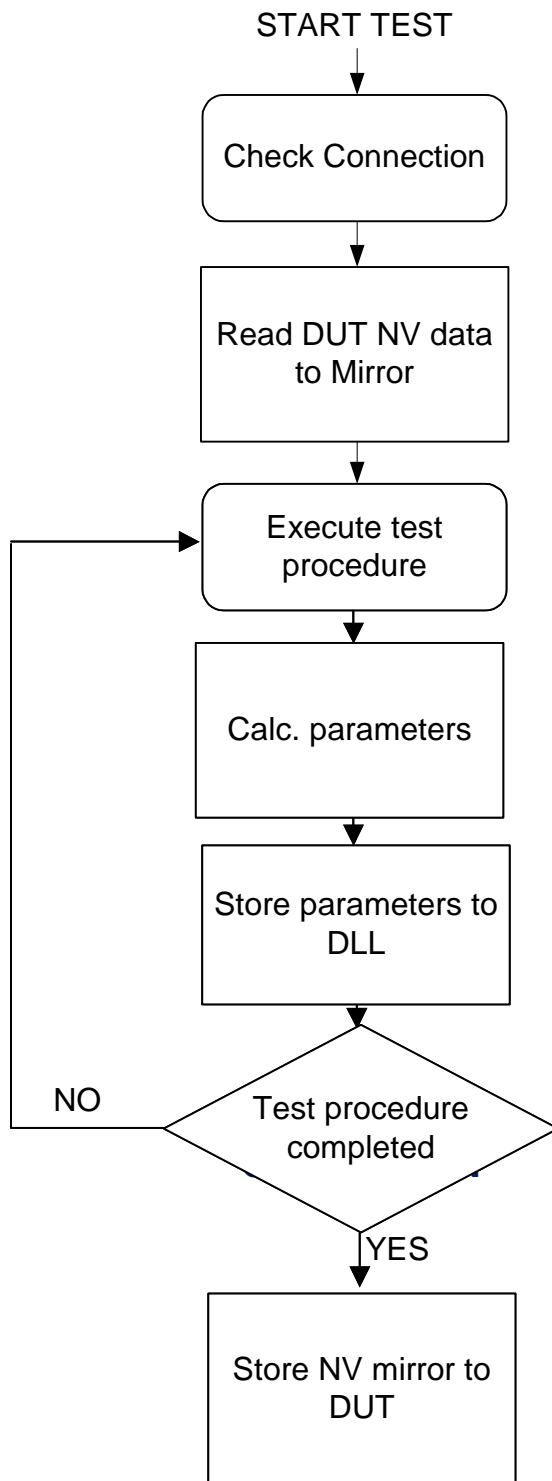 START TEST
Check Connection
Read DUT NV data
to Mirror
Execute test
procedure
Calc. parameters
Store parameters to
DLL
NO
Test procedure
completed
YES
Store NV mirror to
DUT